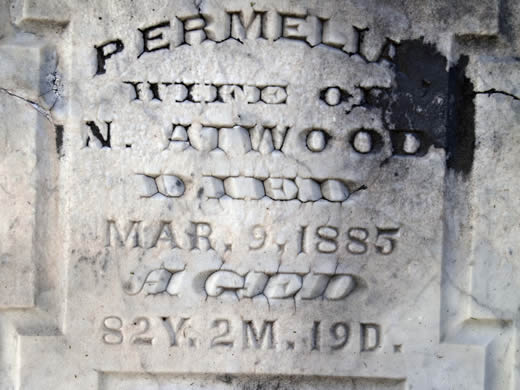 PERMELIA
WIFE OF
N. ATWOOD
DIED
MAR. 9, 1885
AGED
82Y. 2M. 19D.